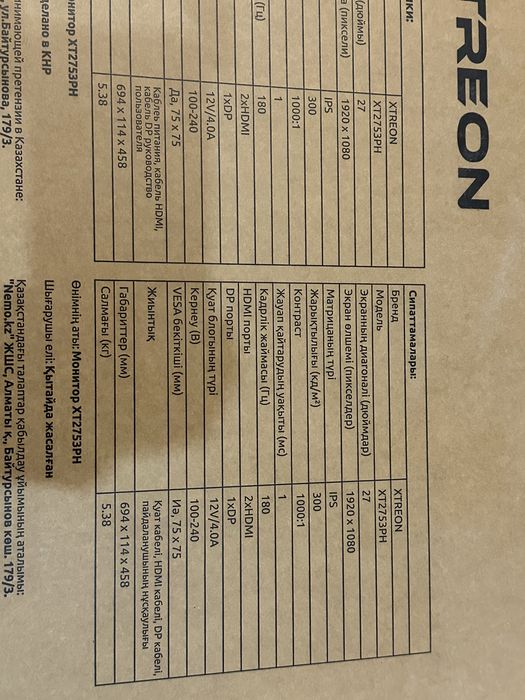 TREON
ики:
XTREON
XT2753PH
(дюймы) 27
а (пиксели) 1920 x 1080
IPS
300
1000:1
1
(Гц) 180
2xHDMI
1xDP
12V/4.0A
100-240
Да, 75 x 75
Кабель питания, кабель HDMI,
кабель DP руководство
пользователя
694 x 114 x 458
5.38
онитор XT2753PH
делано в КНР
нимающей претензии в Казахстане:
, ул.Байтурсынова, 179/3.
Сипаттамалары:
Бренд XTREON
Модель XT2753PH
Экранның диагоналі (дюймдар) 27
Экран өлшемі (пикселдер) 1920 x 1080
Матрицаның түрі IPS
Жарықтылығы (кд/м²) 300
Контраст 1000:1
Жауап қайтарудың уақыты (мс) 1
Кадрлік жаймасы (Гц) 180
HDMI порты 2xHDMI
DP порты 1xDP
Қуат блогының түрі 12V/4.0A
Кернеу (В) 100-240
VESA бекіткіші (мм) Иә, 75 x 75
Жиынтық Қуат кабелі, HDMI кабелі, DP кабелі,
пайдаланушының нұсқаулығы
Габариттер (мм) 694 x 114 x 458
Салмағы (кг) 5.38
Өнімнің аты: Монитор XT2753PH
Шығарушы елі: Қытайда жасалған
Қазақстандағы талаптар қабылдау ұйымының аталымы:
"Nemo.kz" ЖШС, Алматы қ., Байтурсынов көш. 179/3.